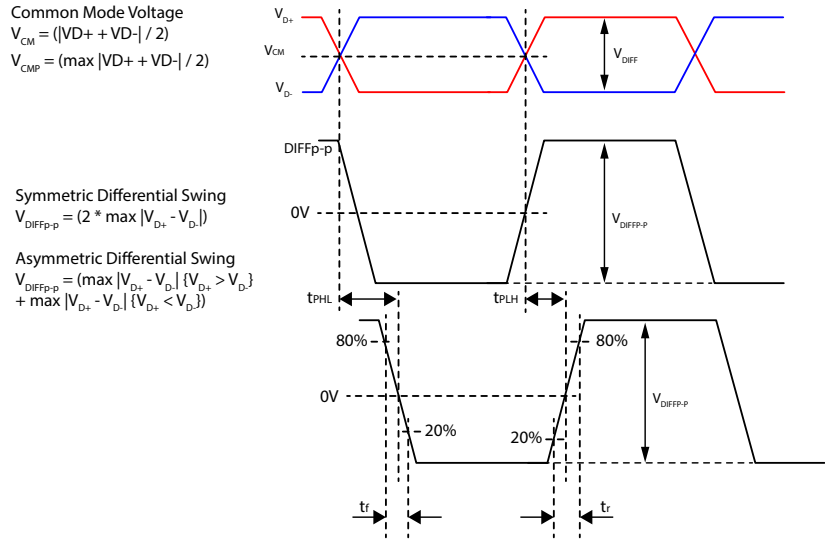 Common Mode Voltage
VCM = (|VD+ + VD-| / 2)
VCMP = (max |VD+ + VD-| / 2)
Symmetric Differential Swing
VDIFFp-p = (2 * max |VD+ - VD-|)
Asymmetric Differential Swing
VDIFFp-p = (max |VD+ - VD-| {VD+ > VD-}
+ max |VD+ - VD-| {VD+ < VD-})
VD+
VCM
VD-
VDIFF
DIFFp-p
0V
VDIFFP-P
tPHL
tPLH
80%
80%
0V
VDIFFP-P
20%
20%
tf
tr